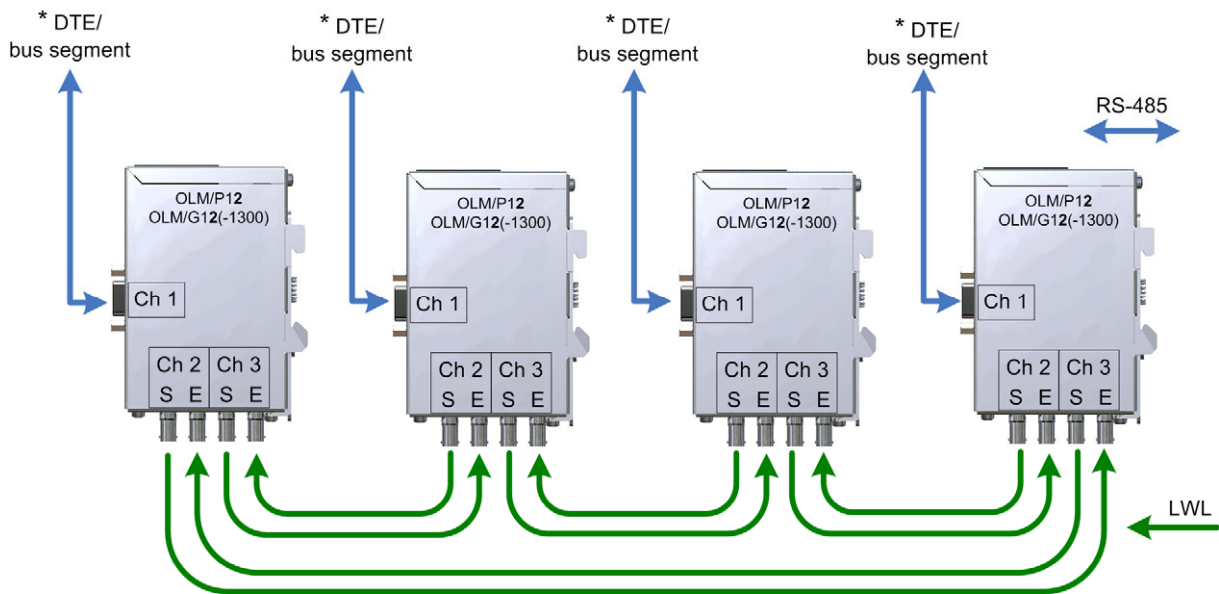 * DTE/
bus segment
* DTE/
bus segment
* DTE/
bus segment
* DTE/
bus segment
RS-485
OLM/P12
OLM/G12(-1300)
Ch 1
Ch 2 Ch 3
S E S E
OLM/P12
OLM/G12(-1300)
Ch 1
Ch 2 Ch 3
S E S E
OLM/P12
OLM/G12(-1300)
Ch 1
Ch 2 Ch 3
S E S E
OLM/P12
OLM/G12(-1300)
Ch 1
Ch 2 Ch 3
S E S E
LWL